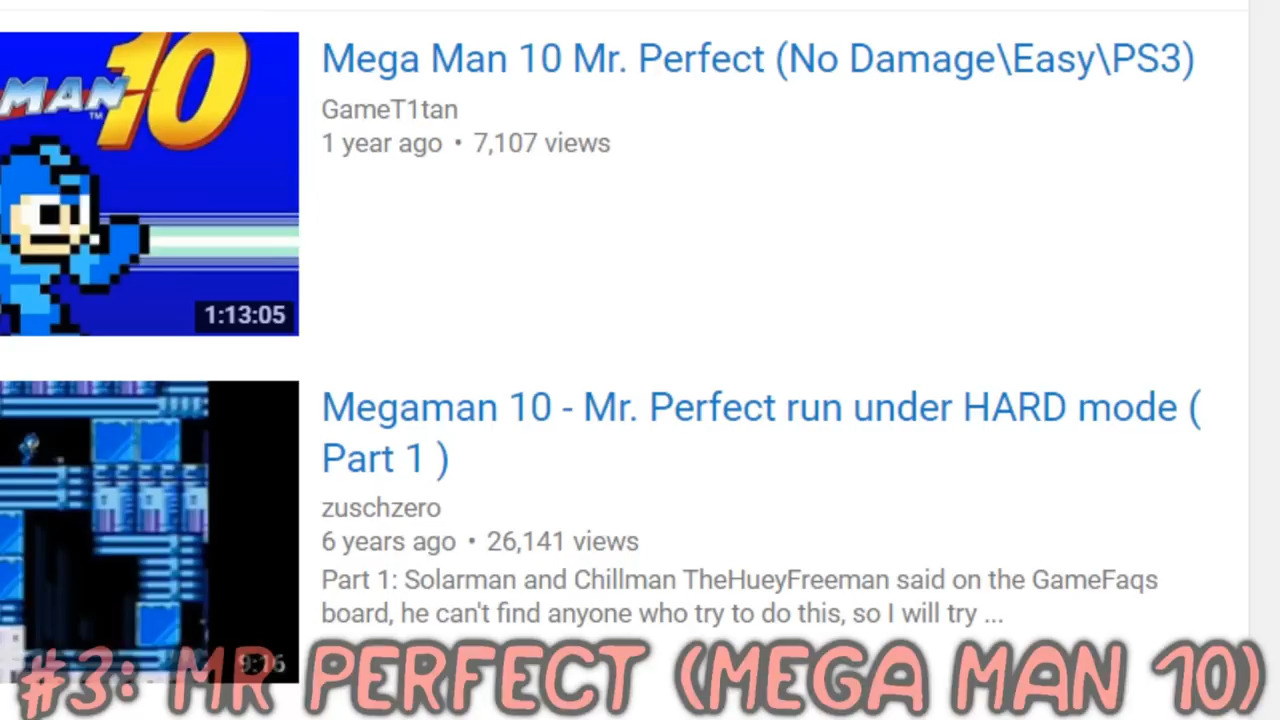 MAN 10
TM
1:13:05
Mega Man 10 Mr. Perfect (No Damage\Easy\PS3)
GameT1tan
1 year ago • 7,107 views
Megaman 10 - Mr. Perfect run under HARD mode (
Part 1 )
zuschzero
6 years ago • 26,141 views
Part 1: Solarman and Chillman TheHueyFreeman said on the GameFaqs
board, he can't find anyone who try to do this, so I will try ...
9:16
#3: MR PERFECT (MEGA MAN 10)